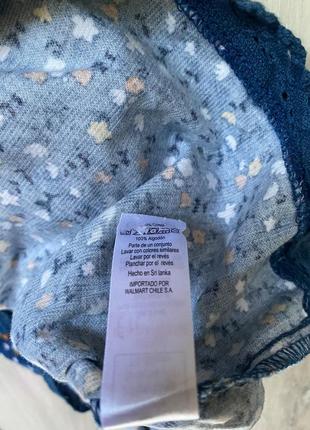 100% Algodón
Parte de un conjunto
Lavar con colores similares
Lavar por el revés
Planchar por el revés
Hecho en Sri lanka
IMPORTADO POR
WALMART CHILE S.A.